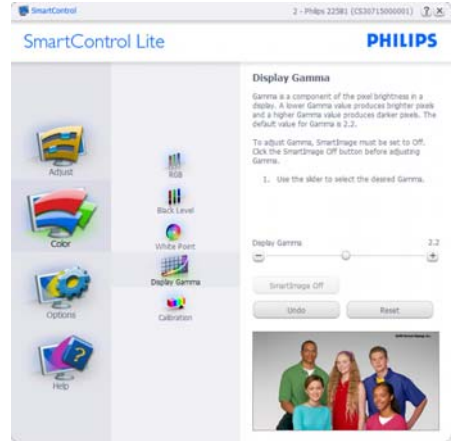 SmartControl
2 - Philips 225B1 (CS30715000001)
SmartControl Lite
PHILIPS
Adjust
Color
Options
Help
RGB
Black Level
White Point
Display Gamma
Calibration
Display Gamma
Gamma is a component of the pixel brightness in a
display. A lower Gamma value produces brighter pixels
and a higher Gamma value produces darker pixels. The
default value for Gamma is 2.2.
To adjust Gamma, SmartImage must be set to Off.
Click the SmartImage Off button before adjusting
Gamma.
1. Use the slider to select the desired Gamma.
Display Gamma 2.2
SmartImage Off
Undo Reset